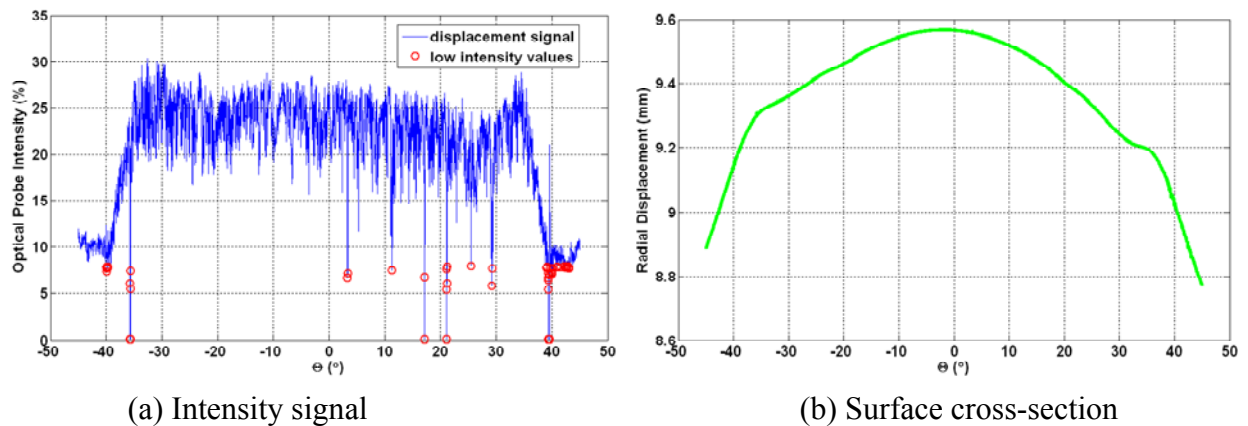 35
30
25
20
15
10
5
0
Optical Probe Intensity (%)
displacement signal
low intensity values
-50 -40 -30 -20 -10 0 10 20 30 40 50
Θ (°)
(a) Intensity signal
9.6
9.4
9.2
9
8.8
8.6
Radial Displacement (mm)
-50 -40 -30 -20 -10 0 10 20 30 40 50
Θ (°)
(b) Surface cross-section